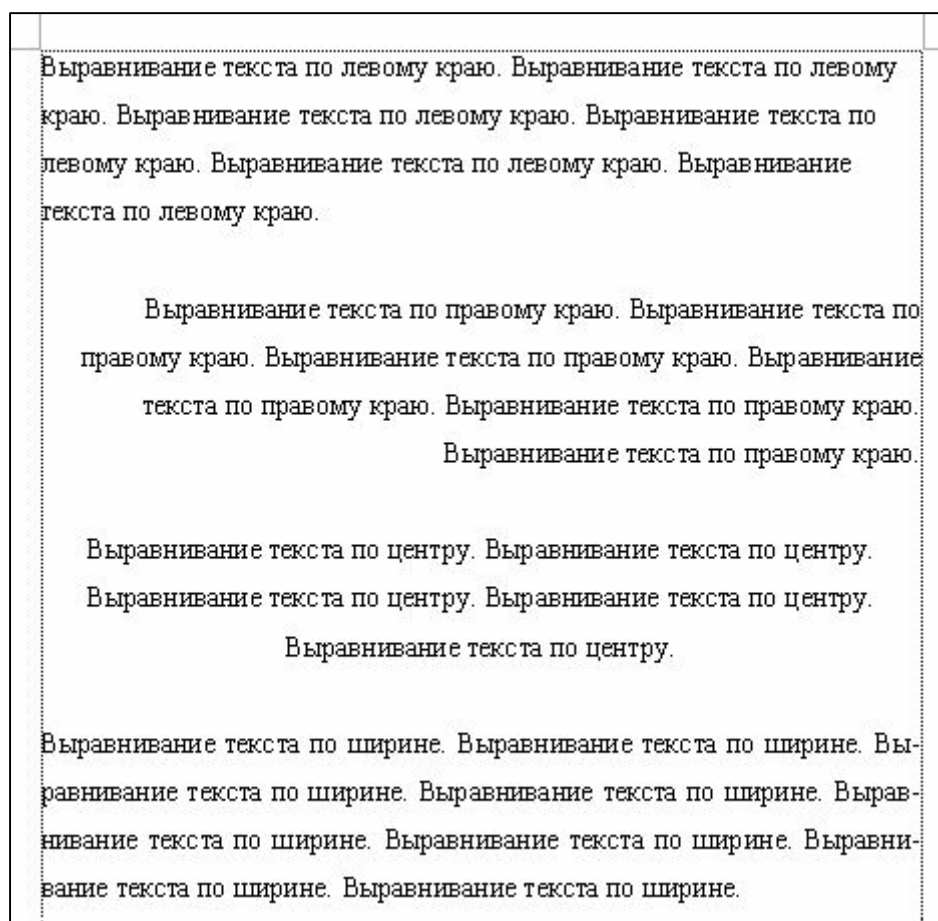 Выравнивание текста по левому краю. Выравнивание текста по левому
краю. Выравнивание текста по левому краю. Выравнивание текста по
левому краю. Выравнивание текста по левому краю. Выравнивание
текста по левому краю.
Выравнивание текста по правому краю. Выравнивание текста по
правому краю. Выравнивание текста по правому краю. Выравнивание
текста по правому краю. Выравнивание текста по правому краю.
Выравнивание текста по правому краю.
Выравнивание текста по центру. Выравнивание текста по центру.
Выравнивание текста по центру. Выравнивание текста по центру.
Выравнивание текста по центру.
Выравнивание текста по ширине. Выравнивание текста по ширине. Вы-
равнивание текста по ширине. Выравнивание текста по ширине. Вырав-
нивание текста по ширине. Выравнивание текста по ширине. Выравни-
вание текста по ширине. Выравнивание текста по ширине.